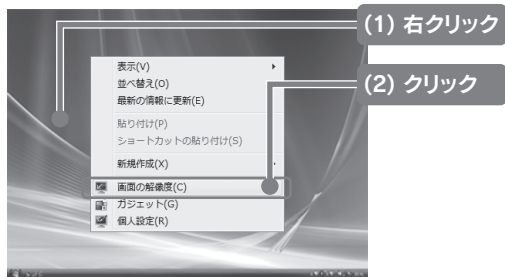 (1) 右クリック
表示(V)
並べ替え(O)
最新の情報に更新(E)
(2) クリック
貼り付け(P)
ショートカットの貼り付け(S)
新規作成(X)
画面の解像度(C)
ガジェット(G)
個人設定(R)